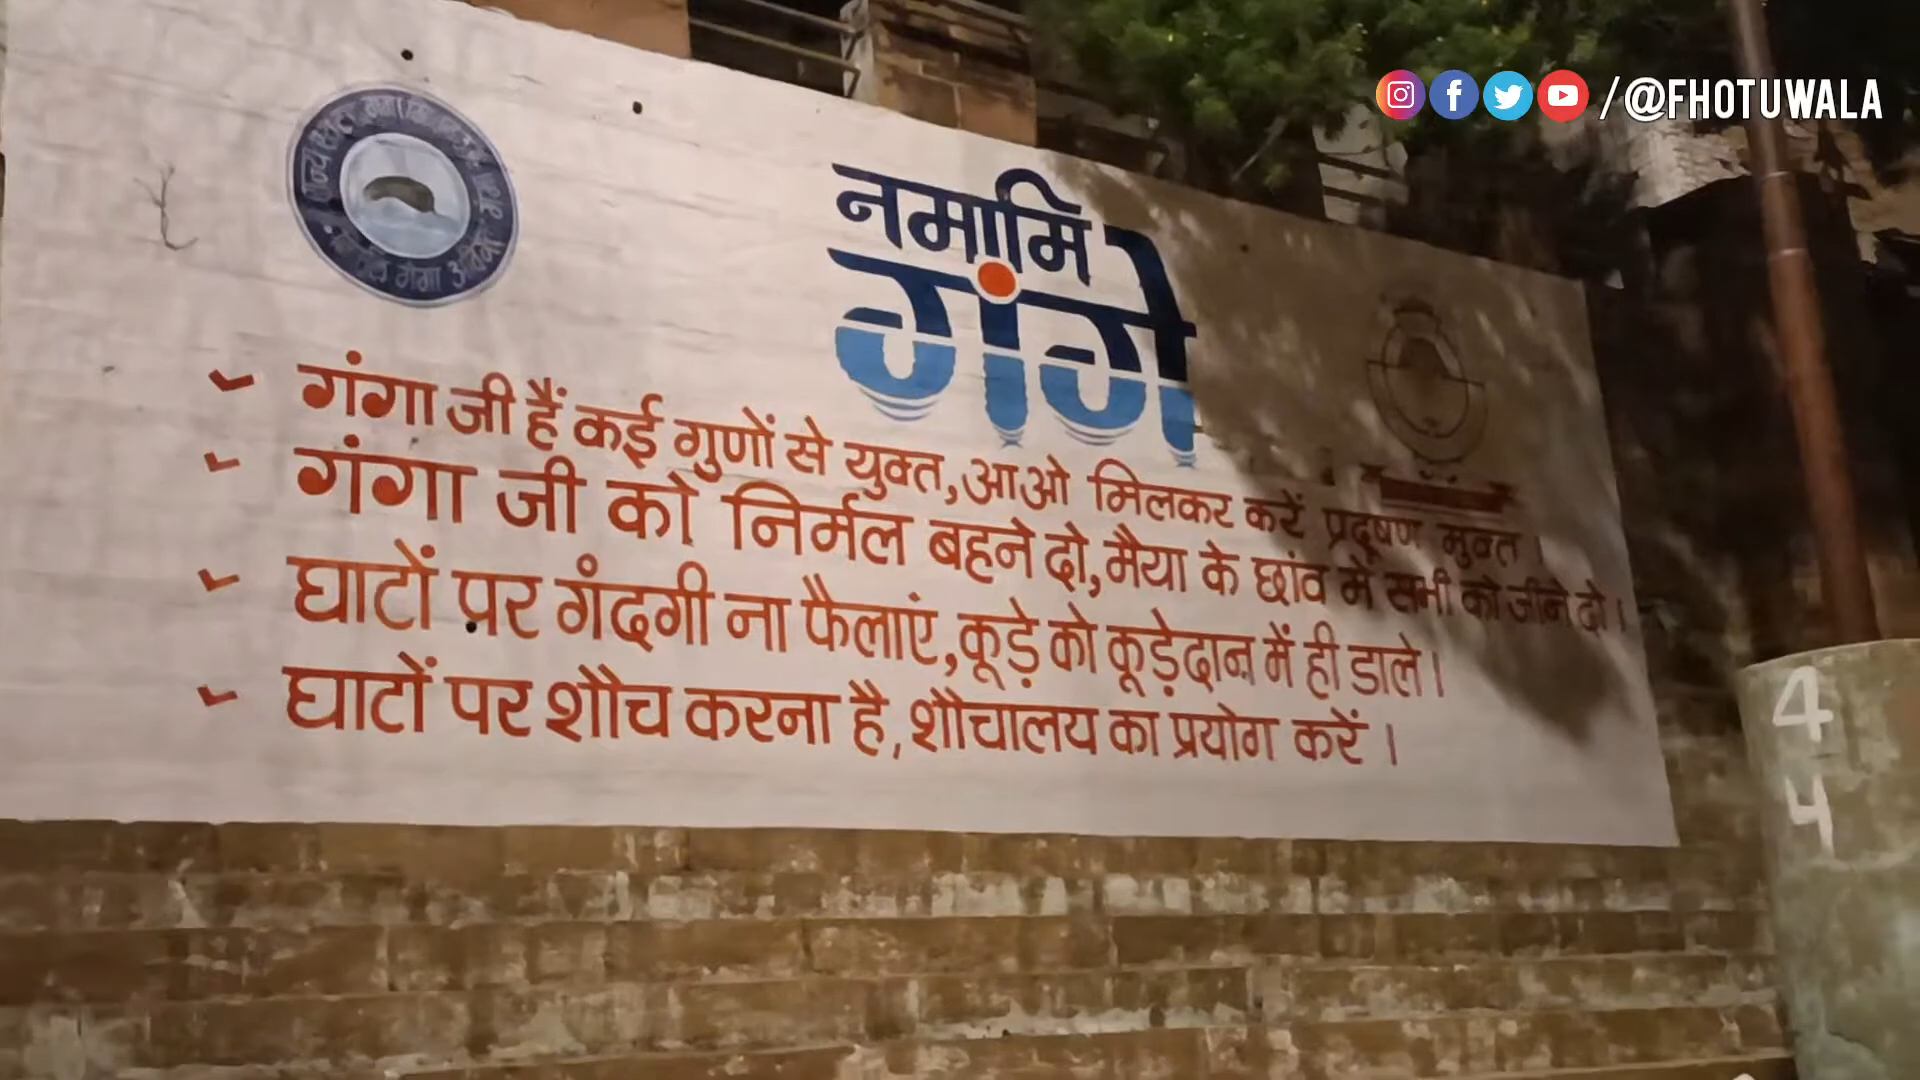 /@FHOTUWALA
नमामि
गंगे
गंगा जी हैं कई गुणों से युक्त,आओ मिलकर करें प्रदूषण मुक्त ।
गंगा जी को निर्मल बहने दो,मैया के छांव में सभी को जीने दो ।
घाटों पर गंदगी ना फैलाएं,कूड़े को कूड़ेदान में ही डाले ।
घाटों पर शौच करना है,शौचालय का प्रयोग करें ।
4
4